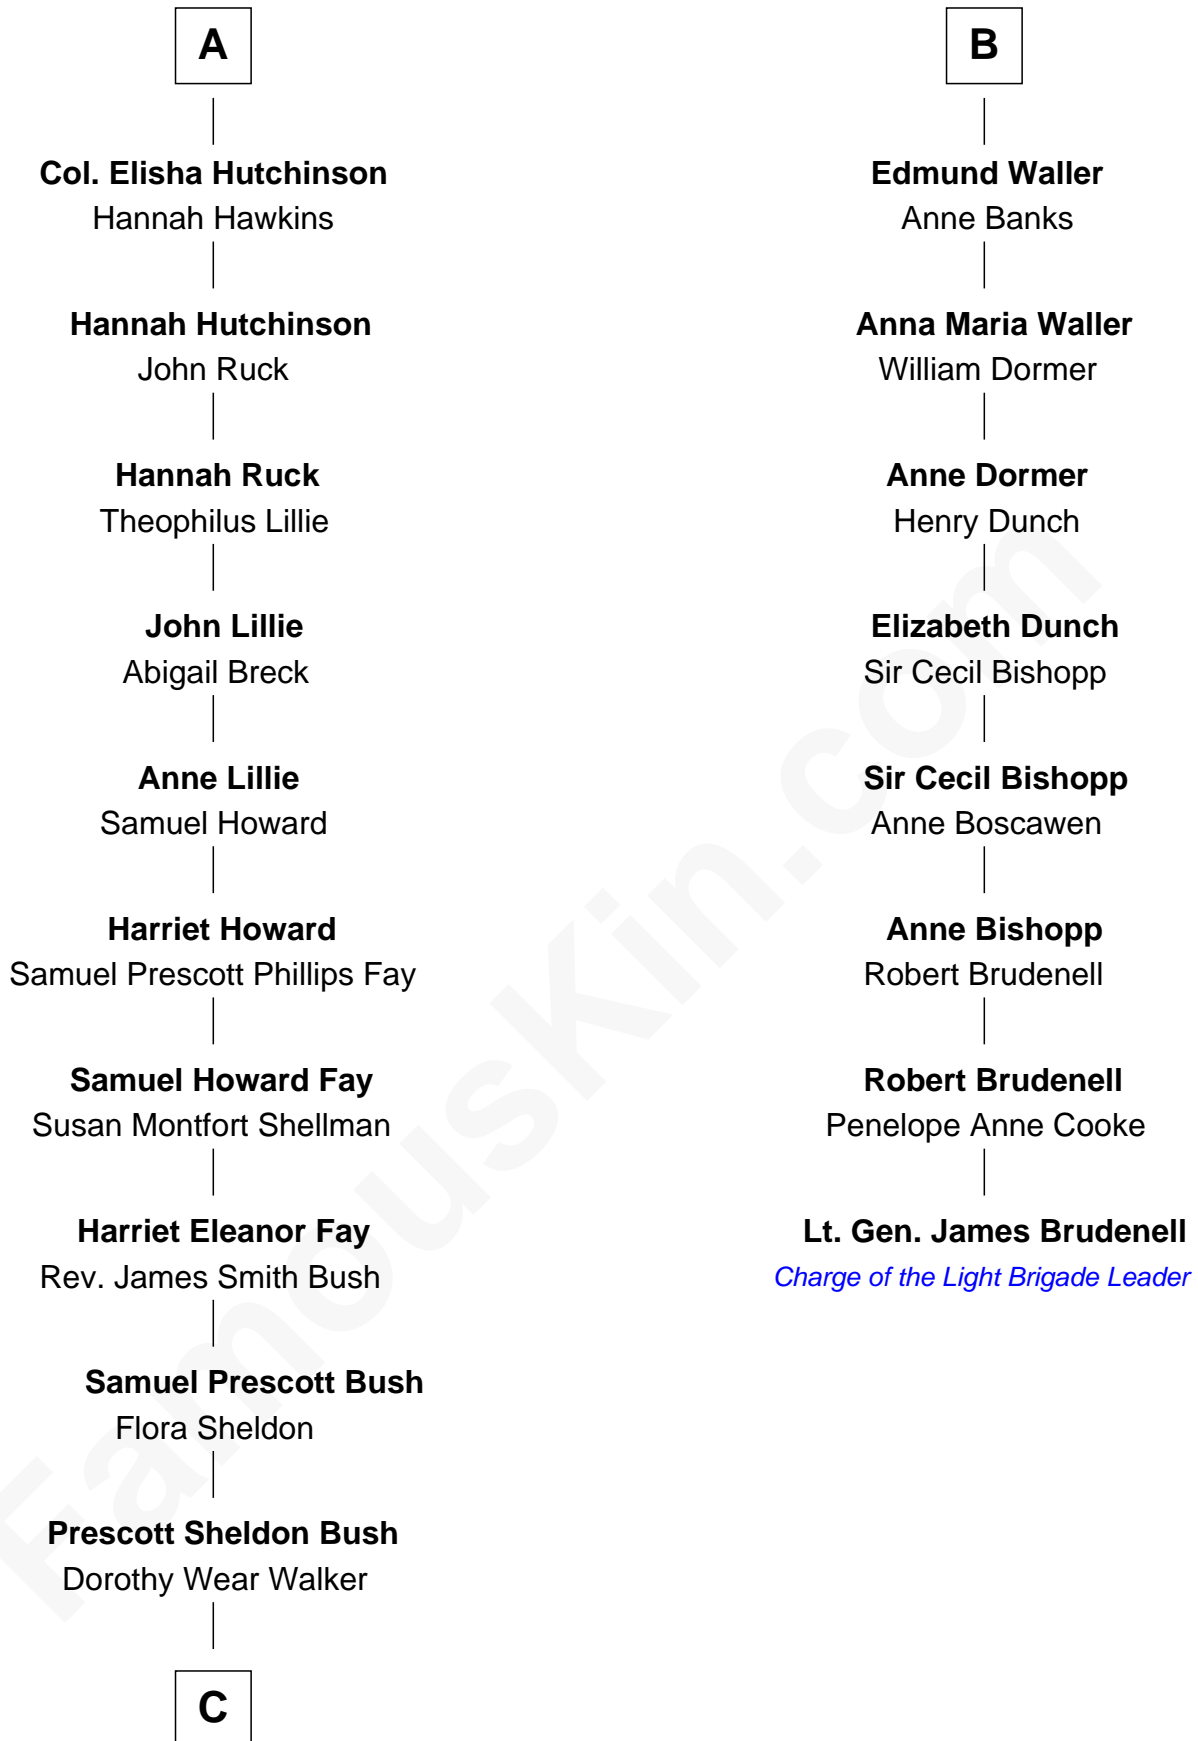 A
Col. Elisha Hutchinson
Hannah Hawkins
Hannah Hutchinson
John Ruck
Hannah Ruck
Theophilus Lillie
John Lillie
Abigail Breck
Anne Lillie
Samuel Howard
Harriet Howard
Samuel Prescott Phillips Fay
Samuel Howard Fay
Susan Montfort Shellman
Harriet Eleanor Fay
Rev. James Smith Bush
Samuel Prescott Bush
Flora Sheldon
Prescott Sheldon Bush
Dorothy Wear Walker
C
B
Edmund Waller
Anne Banks
Anna Maria Waller
William Dormer
Anne Dormer
Henry Dunch
Elizabeth Dunch
Sir Cecil Bishopp
Sir Cecil Bishopp
Anne Boscawen
Anne Bishopp
Robert Brudenell
Robert Brudenell
Penelope Anne Cooke
Lt. Gen. James Brudenell
Charge of the Light Brigade Leader
FamousKin.com